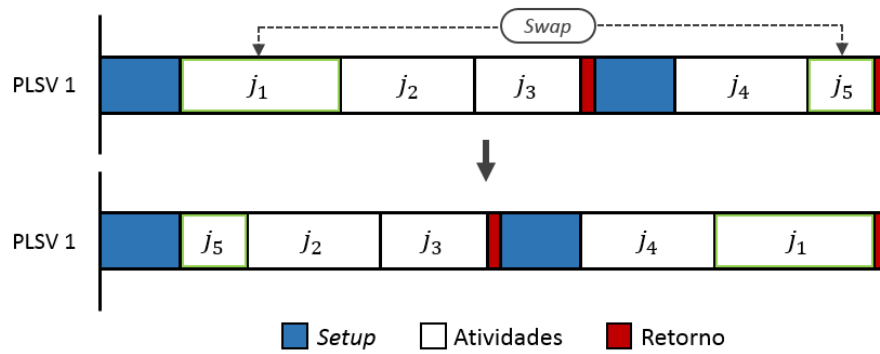 Swap
PLSV 1 j₁ j₂ j₃ j₄ j₅
PLSV 1 j₅ j₂ j₃ j₄ j₁
Setup Atividades Retorno